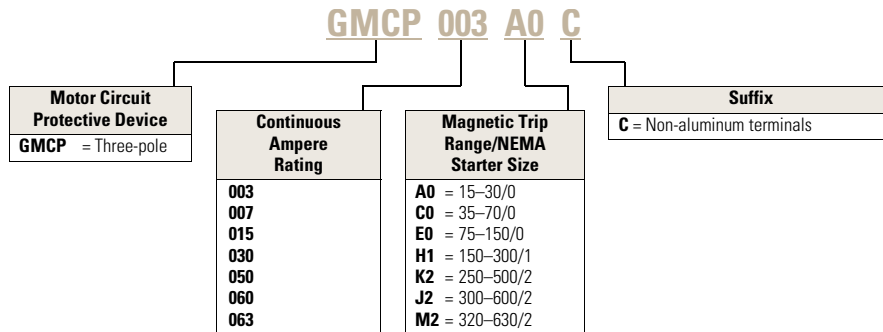 GMCP 003 A0 C
Motor Circuit
Protective Device
GMCP = Three-pole
Continuous
Ampere
Rating
003
007
015
030
050
060
063
Magnetic Trip
Range/NEMA
Starter Size
A0 = 15–30/0
C0 = 35–70/0
E0 = 75–150/0
H1 = 150–300/1
K2 = 250–500/2
J2 = 300–600/2
M2 = 320–630/2
Suffix
C = Non-aluminum terminals